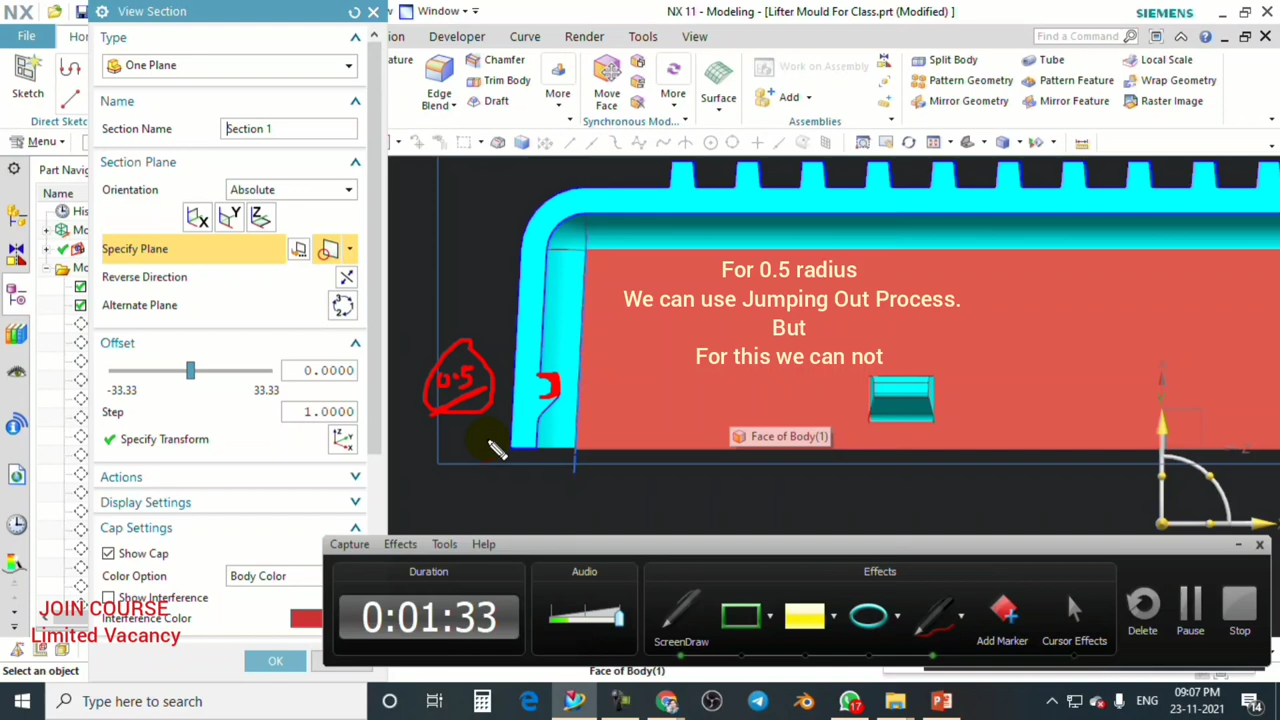 NX
Window
NX 11 - Modeling - [Lifter Mould For Class.prt (Modified) ]
SIEMENS
View Section
File
Developer
Curve
Render
Tools
View
Find a Command
Type
One Plane
Sketch
Direct Sketc
Edge
Blend
Chamfer
Trim Body
Draft
More
Move
Face
More
Surface
Synchronous Mod...
Work on Assembly
Add
Assemblies
Split Body
Tube
Local Scale
Pattern Geometry
Pattern Feature
Wrap Geometry
Mirror Geometry
Mirror Feature
Raster Image
Name
Section Name
Section 1
Menu
Part Navig
Name
His
Mo
Mo
Section Plane
Orientation
Absolute
X
Y
Z
Specify Plane
Reverse Direction
Alternate Plane
Offset
0.0000
-33.33
33.33
Step
1.0000
Specify Transform
Actions
Display Settings
Cap Settings
Show Cap
Color Option
Body Color
Show Interference
Interference Color
OK
For 0.5 radius
We can use Jumping Out Process.
But
For this we can not
0.5
Face of Body(1)
JOIN COURSE
Limited Vacancy
Select an object
Face of Body(1)
Capture
Effects
Tools
Help
Duration
0:01:33
Audio
Effects
ScreenDraw
Add Marker
Cursor Effects
Delete
Pause
Stop
Type here to search
17
ENG
09:07 PM
23-11-2021
14